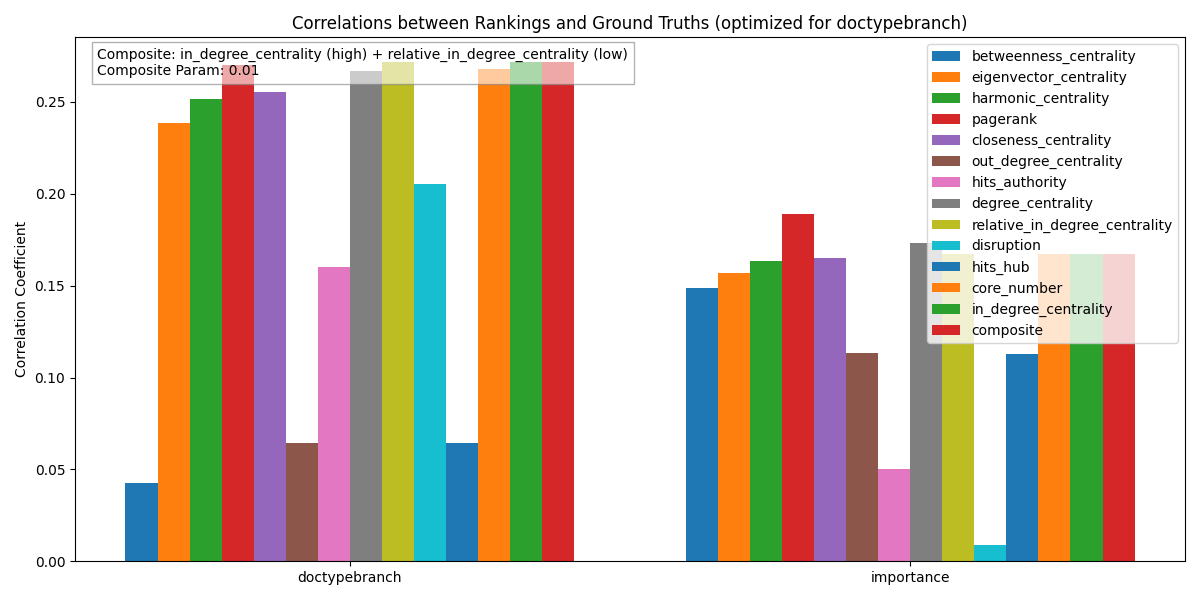 Correlations between Rankings and Ground Truths (optimized for doctypebranch)
Composite: in_degree_centrality (high) + relative_in_degree_centrality (low)
Composite Param: 0.01
betweenness_centrality
eigenvector_centrality
harmonic_centrality
pagerank
closeness_centrality
out_degree_centrality
hits_authority
degree_centrality
relative_in_degree_centrality
disruption
hits_hub
core_number
in_degree_centrality
composite
Correlation Coefficient
0.25
0.20
0.15
0.10
0.05
0.00
doctypebranch
importance